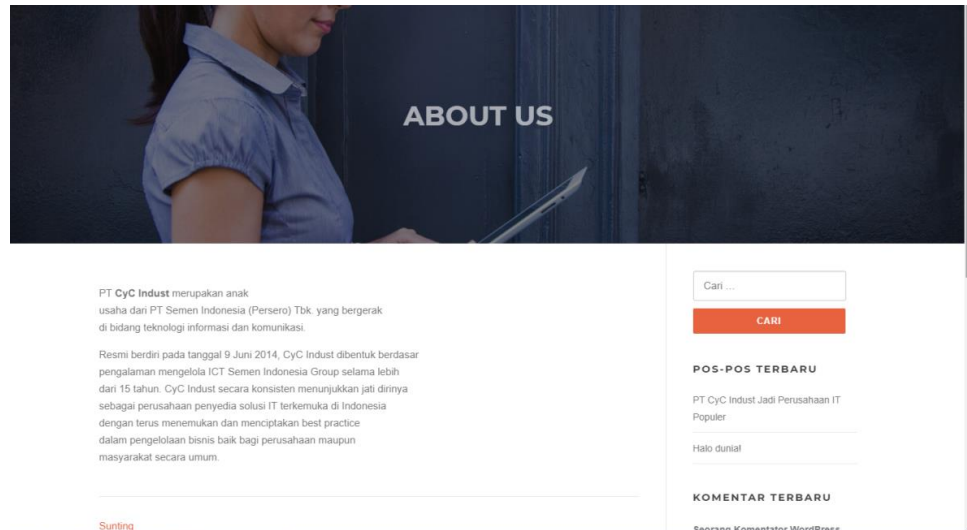 ABOUT US
PT CyC Indust merupakan anak
usaha dari PT Semen Indonesia (Persero) Tbk. yang bergerak
di bidang teknologi informasi dan komunikasi.
Resmi berdiri pada tanggal 9 Juni 2014, CyC Indust dibentuk berdasar
pengalaman mengelola ICT Semen Indonesia Group selama lebih
dari 15 tahun. CyC Indust secara konsisten menunjukkan jati dirinya
sebagai perusahaan penyedia solusi IT terkemuka di Indonesia
dengan terus menemukan dan menciptakan best practice
dalam pengelolaan bisnis baik bagi perusahaan maupun
masyarakat secara umum.
Sunting
Cari ...
CARI
POS-POS TERBARU
PT CyC Indust Jadi Perusahaan IT
Populer
Halo dunia!
KOMENTAR TERBARU
Seorang Komentator WordPress